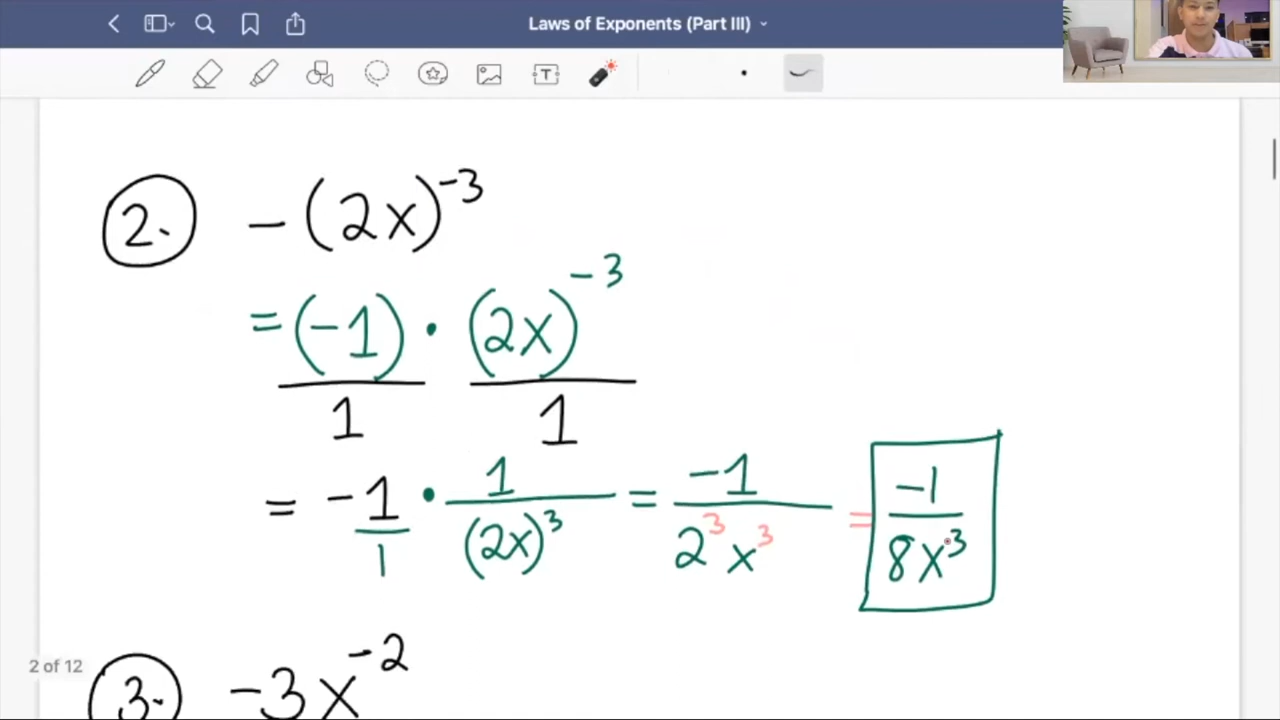 Laws of Exponents (Part III)
2. -(2x)^-3
= (-1)/1 · (2x)^-3/1
= -1/1 · 1/(2x)^3 = -1/2^3 x^3 = -1/8x^3
2 of 12
3. -3x^-2